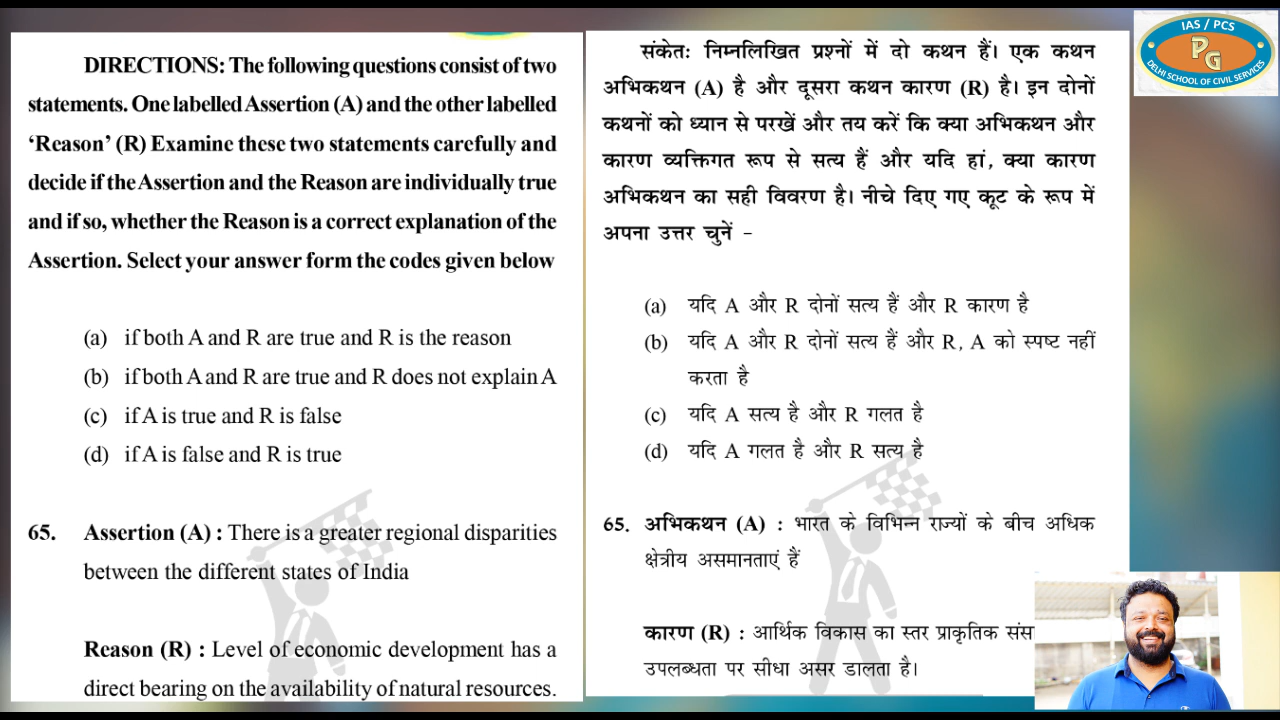 DIRECTIONS: The following questions consist of two
statements. One labelled Assertion (A) and the other labelled
‘Reason’ (R) Examine these two statements carefully and
decide if the Assertion and the Reason are individually true
and if so, whether the Reason is a correct explanation of the
Assertion. Select your answer form the codes given below
(a) if both A and R are true and R is the reason
(b) if both A and R are true and R does not explain A
(c) if A is true and R is false
(d) if A is false and R is true
65. Assertion (A) : There is a greater regional disparities
between the different states of India
Reason (R) : Level of economic development has a
direct bearing on the availability of natural resources.
संकेतः निम्नलिखित प्रश्नों में दो कथन हैं। एक कथन
अभिकथन (A) है और दूसरा कथन कारण (R) है। इन दोनों
कथनों को ध्यान से परखें और तय करें कि क्या अभिकथन और
कारण व्यक्तिगत रूप से सत्य हैं और यदि हां, क्या कारण
अभिकथन का सही विवरण है। नीचे दिए गए कूट के रूप में
अपना उत्तर चुनें -
(a) यदि A और R दोनों सत्य हैं और R कारण है
(b) यदि A और R दोनों सत्य हैं और R, A को स्पष्ट नहीं
करता है
(c) यदि A सत्य है और R गलत है
(d) यदि A गलत है और R सत्य है
65. अभिकथन (A) : भारत के विभिन्न राज्यों के बीच अधिक
क्षेत्रीय असमानताएं हैं
कारण (R) : आर्थिक विकास का स्तर प्राकृतिक
उपलब्धता पर सीधा असर डालता है।
IAS / PCS
PG
DELHI SCHOOL OF CIVIL SERVICES